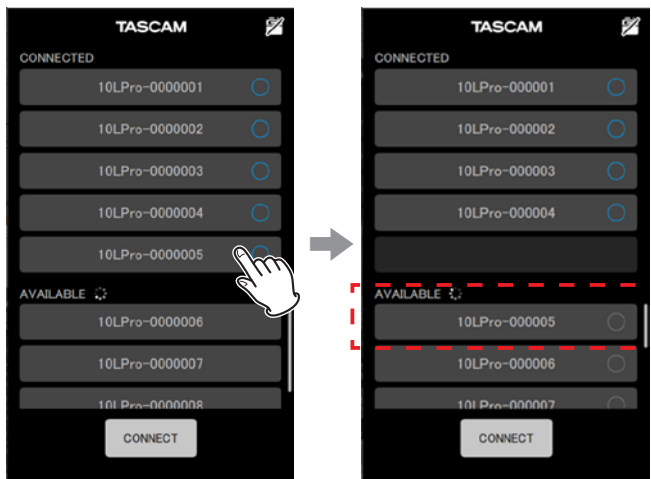 TASCAM
CONNECTED
10LPro-0000001
10LPro-0000002
10LPro-0000003
10LPro-0000004
10LPro-0000005
AVAILABLE
10LPro-0000006
10LPro-0000007
10LPro-0000008
CONNECT
TASCAM
CONNECTED
10LPro-000001
10LPro-000002
10LPro-000003
10LPro-000004
AVAILABLE
10LPro-000005
10LPro-000006
10LPro-000007
CONNECT